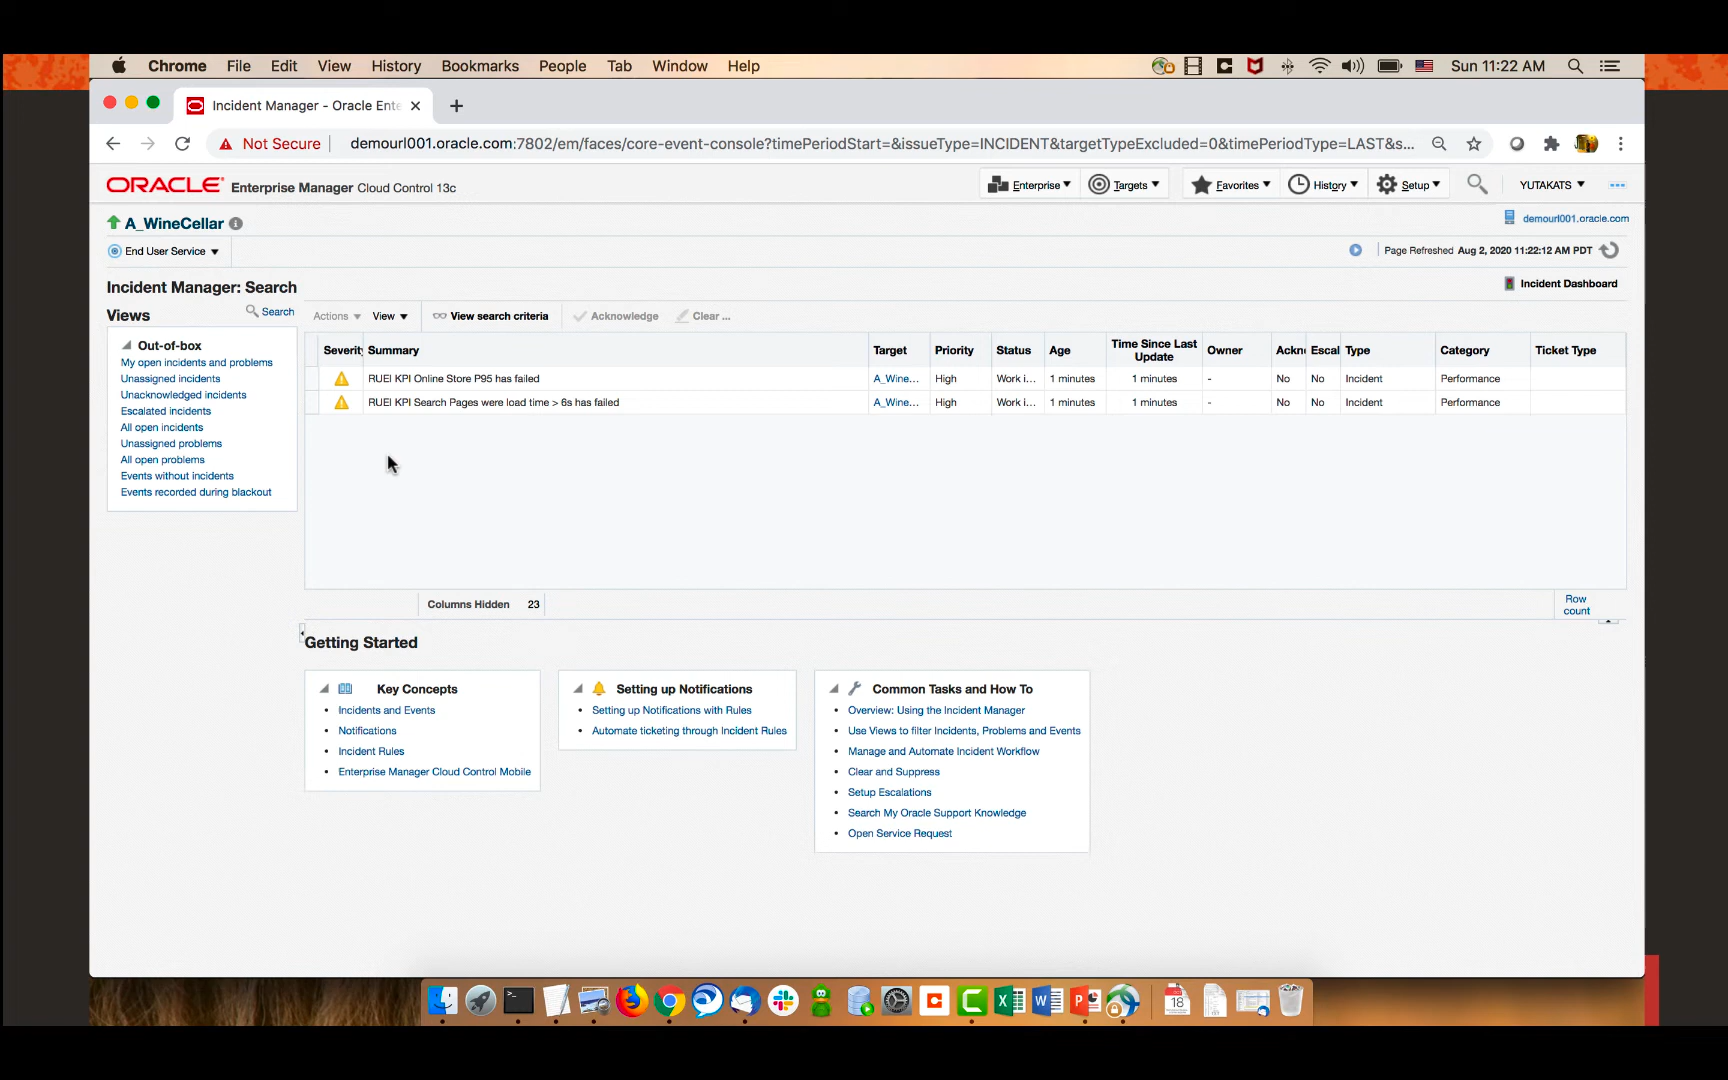 Chrome File Edit View History Bookmarks People Tab Window Help Sun 11:22 AM
Incident Manager - Oracle Ente
Not Secure demourl001.oracle.com:7802/em/faces/core-event-console?timePeriodStart=&issueType=INCIDENT&targetTypeExcluded=0&timePeriodType=LAST&s...
ORACLE Enterprise Manager Cloud Control 13c Enterprise Targets Favorites History Setup YUTAKATS
A_WineCellar demourl001.oracle.com
End User Service Page Refreshed Aug 2, 2020 11:22:12 AM PDT
Incident Manager: Search Incident Dashboard
Views Search Actions View View search criteria Acknowledge Clear ...
Out-of-box
My open incidents and problems
Unassigned incidents
Unacknowledged incidents
Escalated incidents
All open incidents
Unassigned problems
All open problems
Events without incidents
Events recorded during blackout
Severity Summary Target Priority Status Age Time Since Last Update Owner Ackn Escal Type Category Ticket Type
RUEI KPI Online Store P95 has failed A_Wine... High Work i... 1 minutes 1 minutes - No No Incident Performance
RUEI KPI Search Pages were load time > 6s has failed A_Wine... High Work i... 1 minutes 1 minutes - No No Incident Performance
Columns Hidden 23 Row count
Getting Started
Key Concepts
Incidents and Events
Notifications
Incident Rules
Enterprise Manager Cloud Control Mobile
Setting up Notifications
Setting up Notifications with Rules
Automate ticketing through Incident Rules
Common Tasks and How To
Overview: Using the Incident Manager
Use Views to filter Incidents, Problems and Events
Manage and Automate Incident Workflow
Clear and Suppress
Setup Escalations
Search My Oracle Support Knowledge
Open Service Request
18